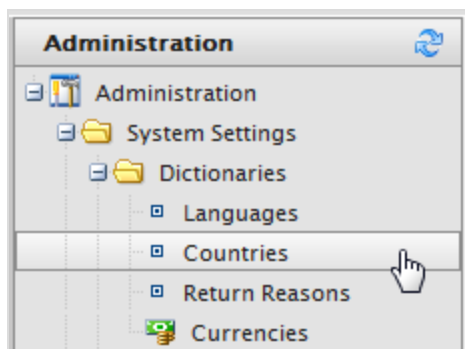 Administration
Administration
System Settings
Dictionaries
Languages
Countries
Return Reasons
Currencies